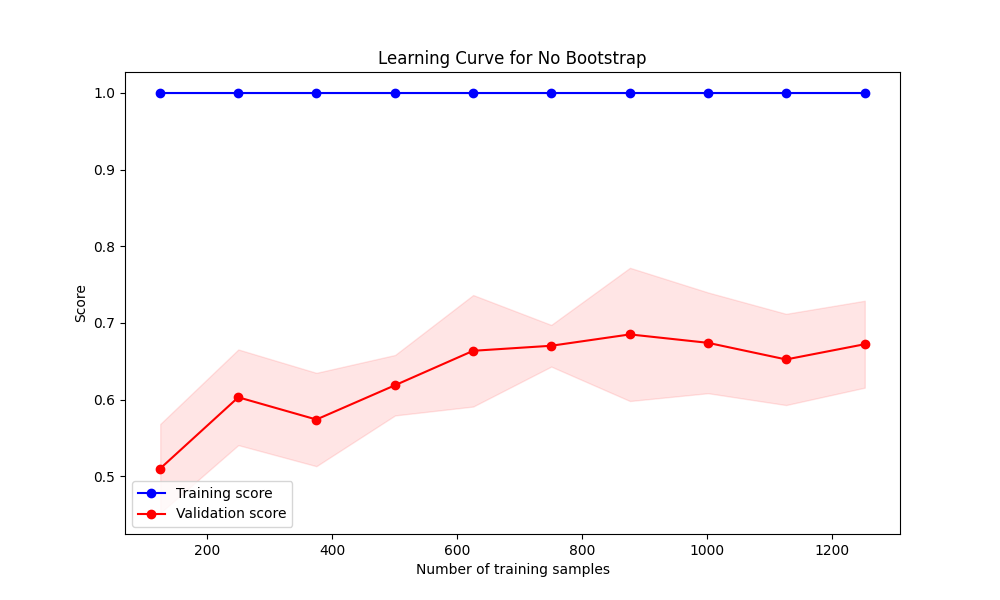 Learning Curve for No Bootstrap
Score
1.0
0.9
0.8
0.7
0.6
0.5
Training score
Validation score
200 400 600 800 1000 1200
Number of training samples